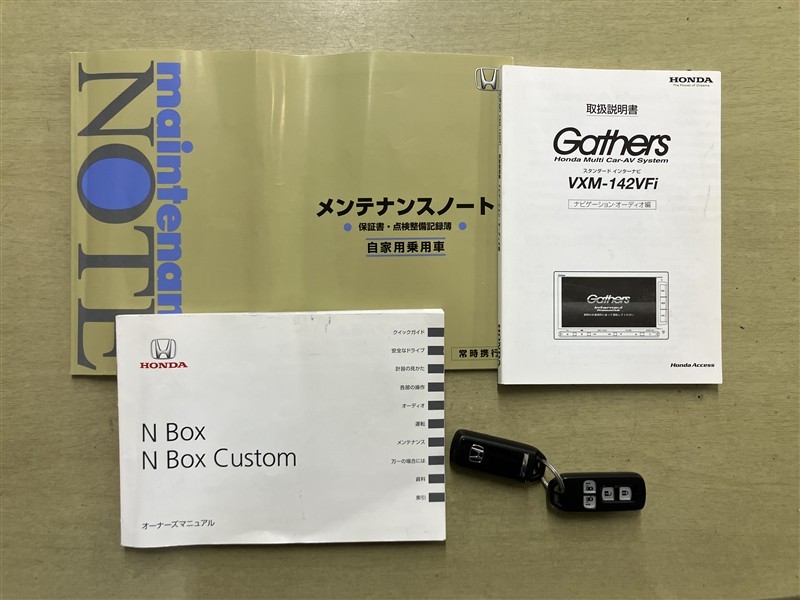 maintenan
NOTE
メンテナンスノート
保証書・点検整備記録簿
自家用乗用車
常時携行
HONDA
The Power of Dreams
取扱説明書
Gathers
Honda Multi Car-AV System
スタンダード インターナビ
VXM-142VFi
ナビゲーション・オーディオ編
Gathers
internavi
Honda Access
HONDA
N Box
N Box Custom
オーナーズマニュアル
クイックガイド
安全なドライブ
計器の見かた
各部の操作
オーディオ
運転
メンテナンス
万一の場合には
資料
索引